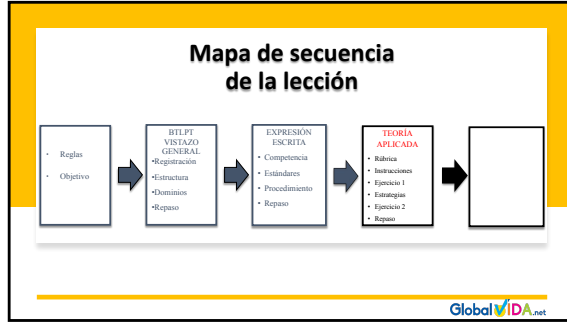 Mapa de secuencia
de la lección
• Reglas
• Objetivo
BTLPT
VISTAZO
GENERAL
•Registración
•Estructura
•Dominios
•Repaso
EXPRESIÓN
ESCRITA
• Competencia
• Estándares
• Procedimiento
• Repaso
TEORÍA
APLICADA
• Rúbrica
• Instrucciones
• Ejercicio 1
• Estrategias
• Ejercicio 2
• Repaso
GlobalVIDA.net